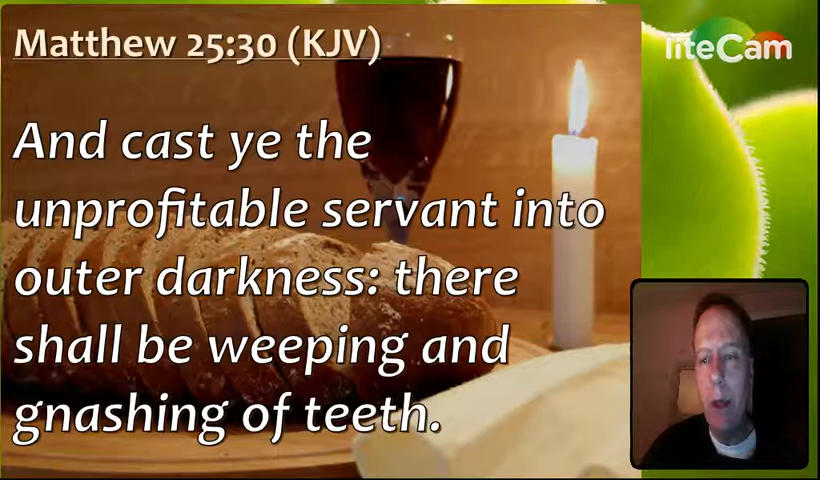 Matthew 25:30 (KJV)
liteCam
And cast ye the
unprofitable servant into
outer darkness: there
shall be weeping and
gnashing of teeth.